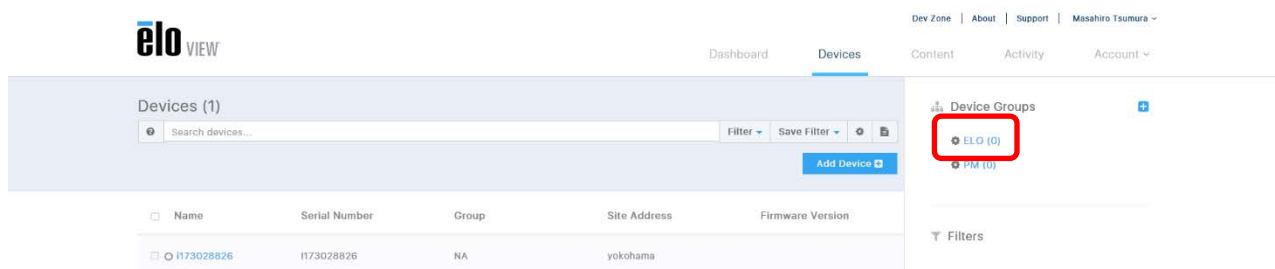 Dev Zone | About | Support | Masahiro Tsumura
elo VIEW
Dashboard Devices Content Activity Account
Devices (1)
Search devices...
Filter Save Filter
Add Device
Device Groups
ELO (0)
PM (0)
Name Serial Number Group Site Address Firmware Version
i173028826 I173028826 NA yokohama
Filters